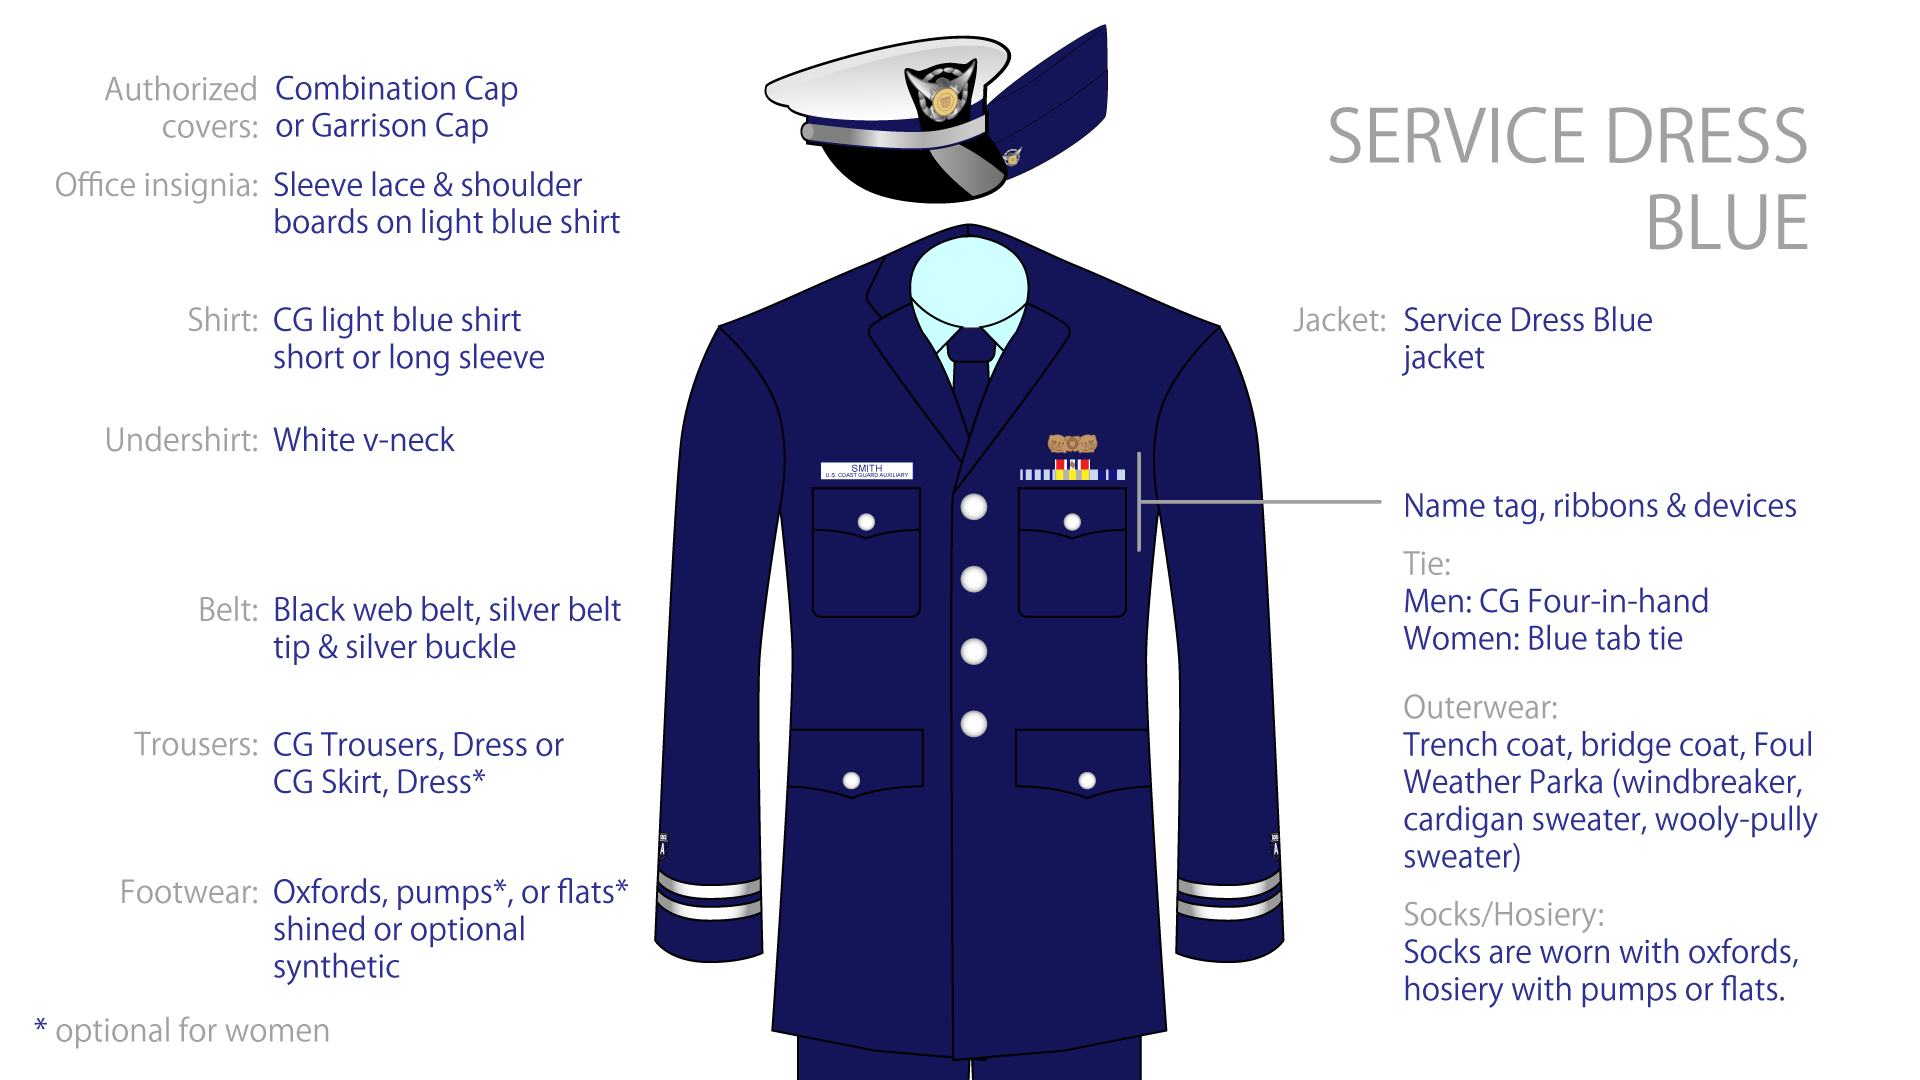 SERVICE DRESS
BLUE
Authorized covers: Combination Cap
or Garrison Cap
Office insignia: Sleeve lace & shoulder
boards on light blue shirt
Shirt: CG light blue shirt
short or long sleeve
Undershirt: White v-neck
Belt: Black web belt, silver belt
tip & silver buckle
Trousers: CG Trousers, Dress or
CG Skirt, Dress*
Footwear: Oxfords, pumps*, or flats*
shined or optional
synthetic
* optional for women
SMITH
U.S. COAST GUARD AUXILIARY
A
A
Jacket: Service Dress Blue
jacket
Name tag, ribbons & devices
Tie:
Men: CG Four-in-hand
Women: Blue tab tie
Outerwear:
Trench coat, bridge coat, Foul
Weather Parka (windbreaker,
cardigan sweater, wooly-pully
sweater)
Socks/Hosiery:
Socks are worn with oxfords,
hosiery with pumps or flats.